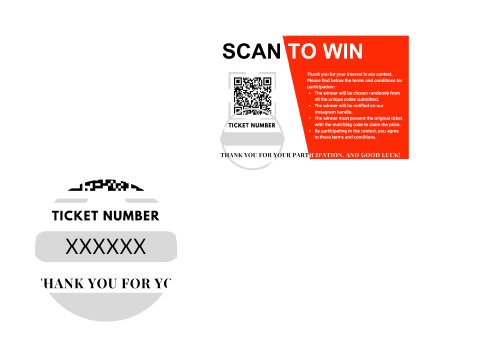 SCAN TO WIN
Thank you for your interest in our contest.
Please find below the terms and conditions for
participation:
• The winner will be chosen randomly from
all the unique codes submitted.
• The winner will be notified on our
Instagram handle.
• The winner must present the original ticket
with the matching code to claim the prize.
• By participating in the contest, you agree
to these terms and conditions.
TICKET NUMBER
THANK YOU FOR YOUR PARTICIPATION, AND GOOD LUCK!
TICKET NUMBER
XXXXXX
THANK YOU FOR YO